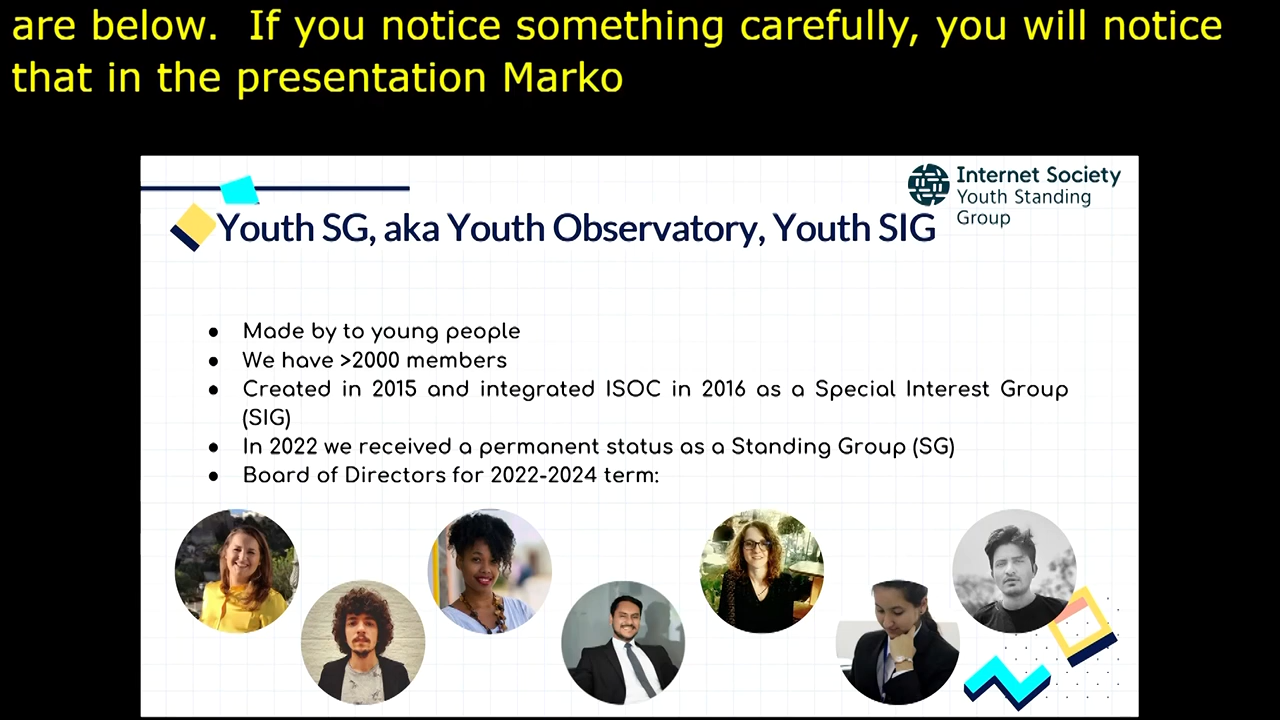 are below.  If you notice something carefully, you will notice
that in the presentation Marko
Internet Society
Youth Standing
Group
Youth SG, aka Youth Observatory, Youth SIG
● Made by to young people
● We have >2000 members
● Created in 2015 and integrated ISOC in 2016 as a Special Interest Group
(SIG)
● In 2022 we received a permanent status as a Standing Group (SG)
● Board of Directors for 2022-2024 term: